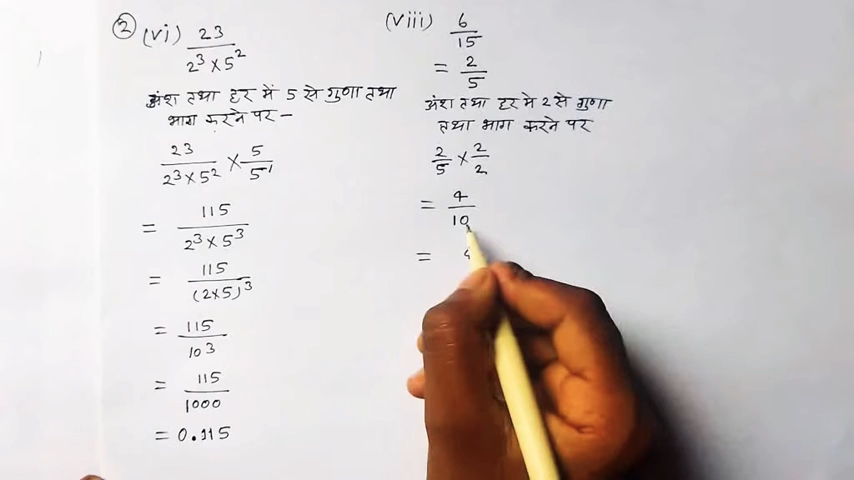 ② (vi) 23/(2³×5²)
अंश तथा हर में 5 से गुणा तथा
भाग करने पर –
23/(2³×5²) × 5/5¹
= 115/(2³×5³)
= 115/(2×5)³
= 115/10³
= 115/1000
= 0.115
(viii) 6/15
= 2/5
अंश तथा हर मे 2 से गुणा
तथा भाग करने पर
2/5 × 2/2
= 4/10
=